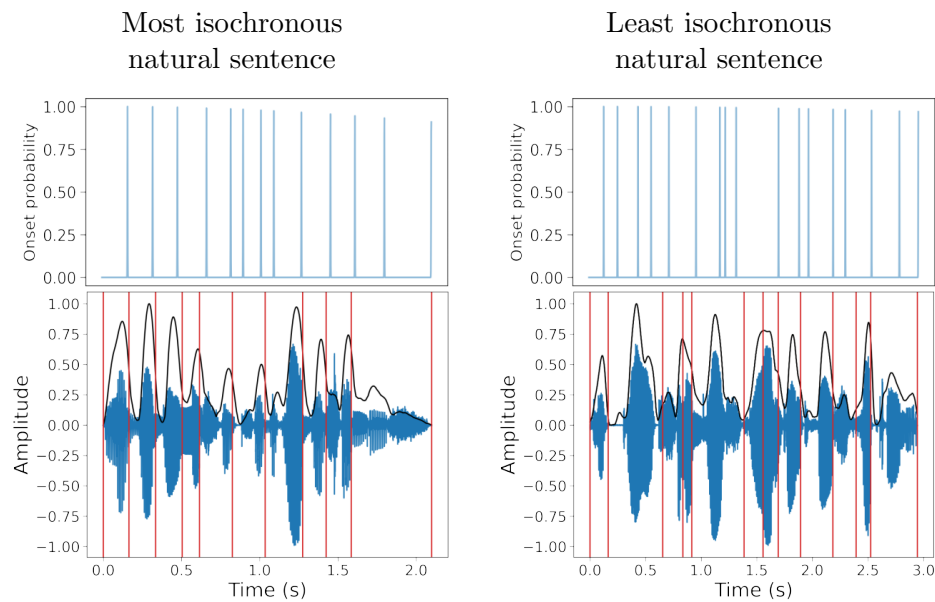 Most isochronous
natural sentence
Least isochronous
natural sentence
Onset probability
1.00
0.75
0.50
0.25
0.00
Onset probability
1.00
0.75
0.50
0.25
0.00
Amplitude
1.00
0.75
0.50
0.25
0.00
−0.25
−0.50
−0.75
−1.00
0.0 0.5 1.0 1.5 2.0
Time (s)
Amplitude
1.00
0.75
0.50
0.25
0.00
−0.25
−0.50
−0.75
−1.00
0.0 0.5 1.0 1.5 2.0 2.5 3.0
Time (s)